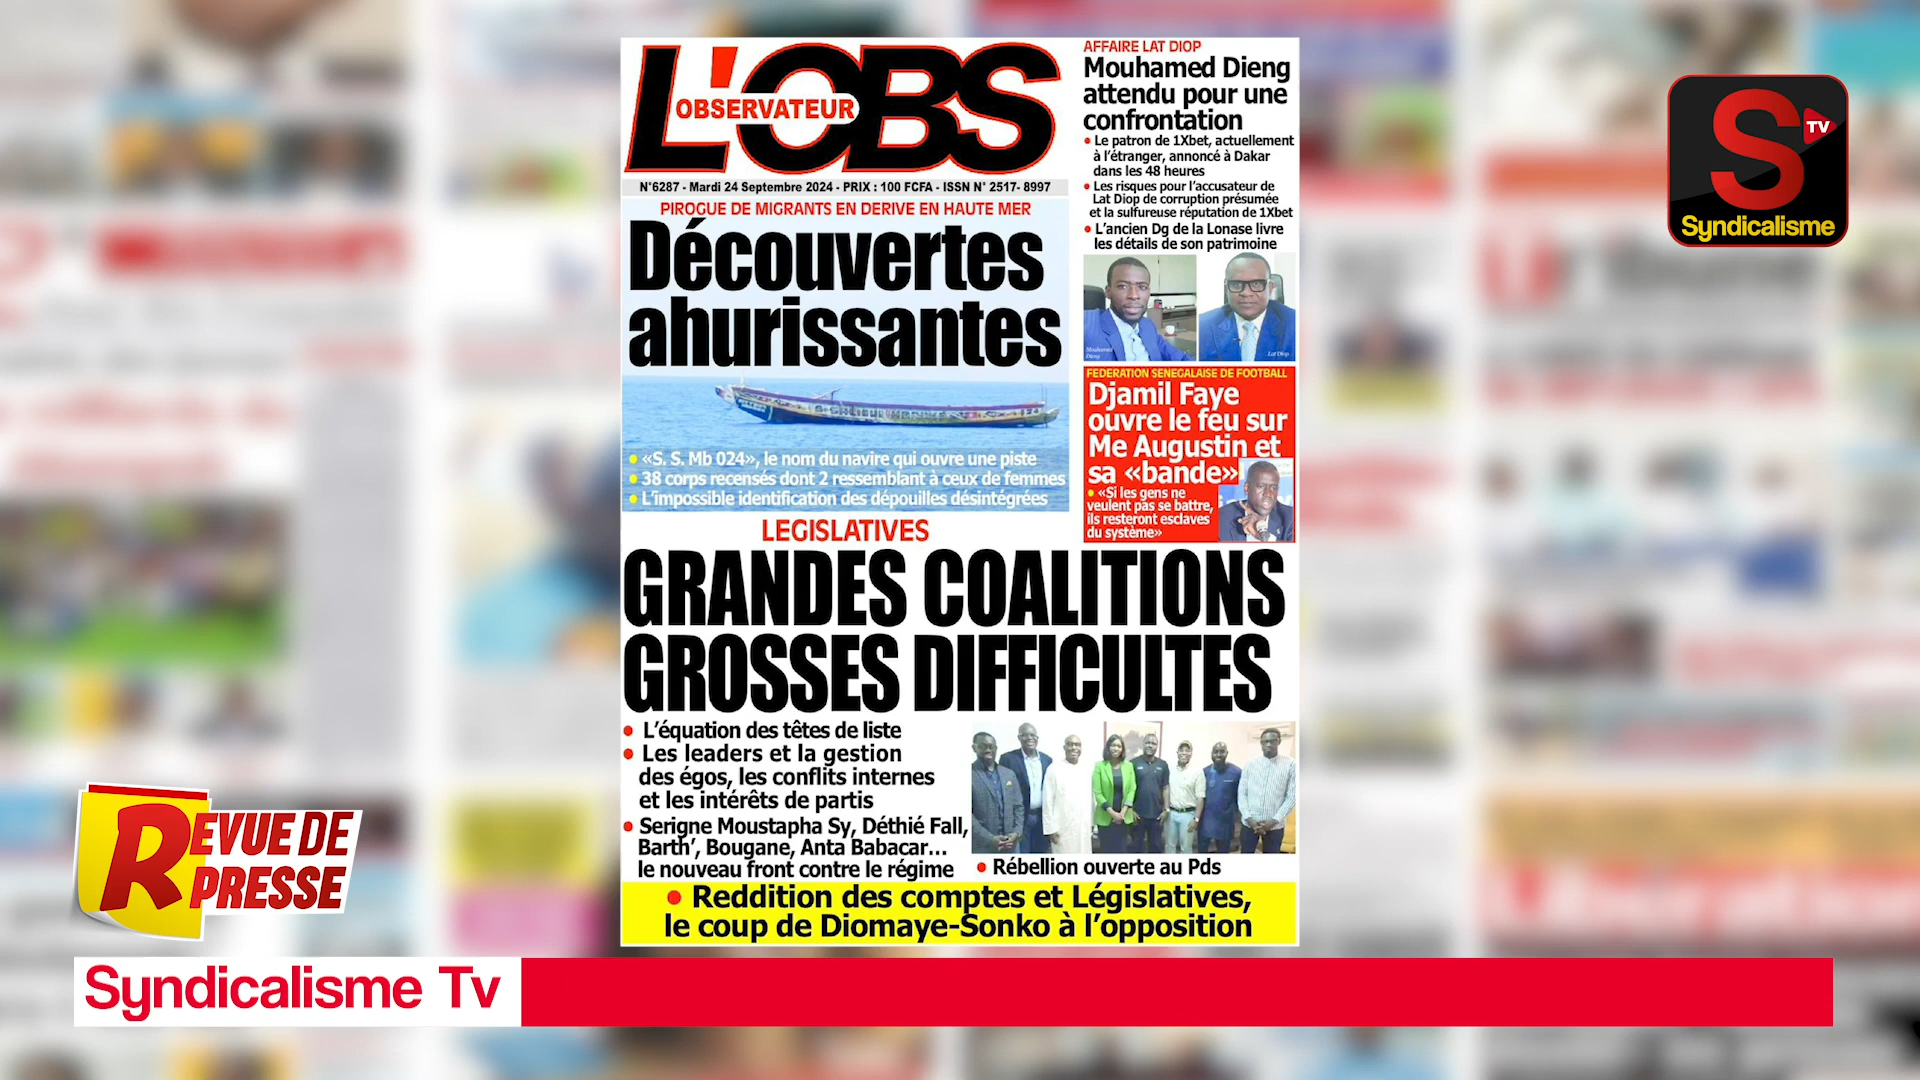 L'OBS
OBSERVATEUR
N°6287 - Mardi 24 Septembre 2024 - PRIX : 100 FCFA - ISSN N° 2517- 8997
PIROGUE DE MIGRANTS EN DERIVE EN HAUTE MER
Découvertes
ahurissantes
• «S. S. Mb 024», le nom du navire qui ouvre une piste
• 38 corps recensés dont 2 ressemblant à ceux de femmes
• L'impossible identification des dépouilles désintégrées
AFFAIRE LAT DIOP
Mouhamed Dieng
attendu pour une
confrontation
• Le patron de 1Xbet, actuellement
à l'étranger, annoncé à Dakar
dans les 48 heures
• Les risques pour l'accusateur de
Lat Diop de corruption présumée
et la sulfureuse réputation de 1Xbet
• L'ancien Dg de la Lonase livre
les détails de son patrimoine
Mouhamed
Dieng
Lat Diop
FEDERATION SENEGALAISE DE FOOTBALL
Djamil Faye
ouvre le feu sur
Me Augustin et
sa «bande»
• «Si les gens ne
veulent pas se battre,
ils resteront esclaves
du système»
LEGISLATIVES
GRANDES COALITIONS
GROSSES DIFFICULTES
• L'équation des têtes de liste
• Les leaders et la gestion
des égos, les conflits internes
et les intérêts de partis
• Serigne Moustapha Sy, Déthié Fall,
Barth', Bougane, Anta Babacar...
le nouveau front contre le régime
• Rébellion ouverte au Pds
• Reddition des comptes et Législatives,
le coup de Diomaye-Sonko à l'opposition
S TV
Syndicalisme
REVUE DE
PRESSE
Syndicalisme Tv